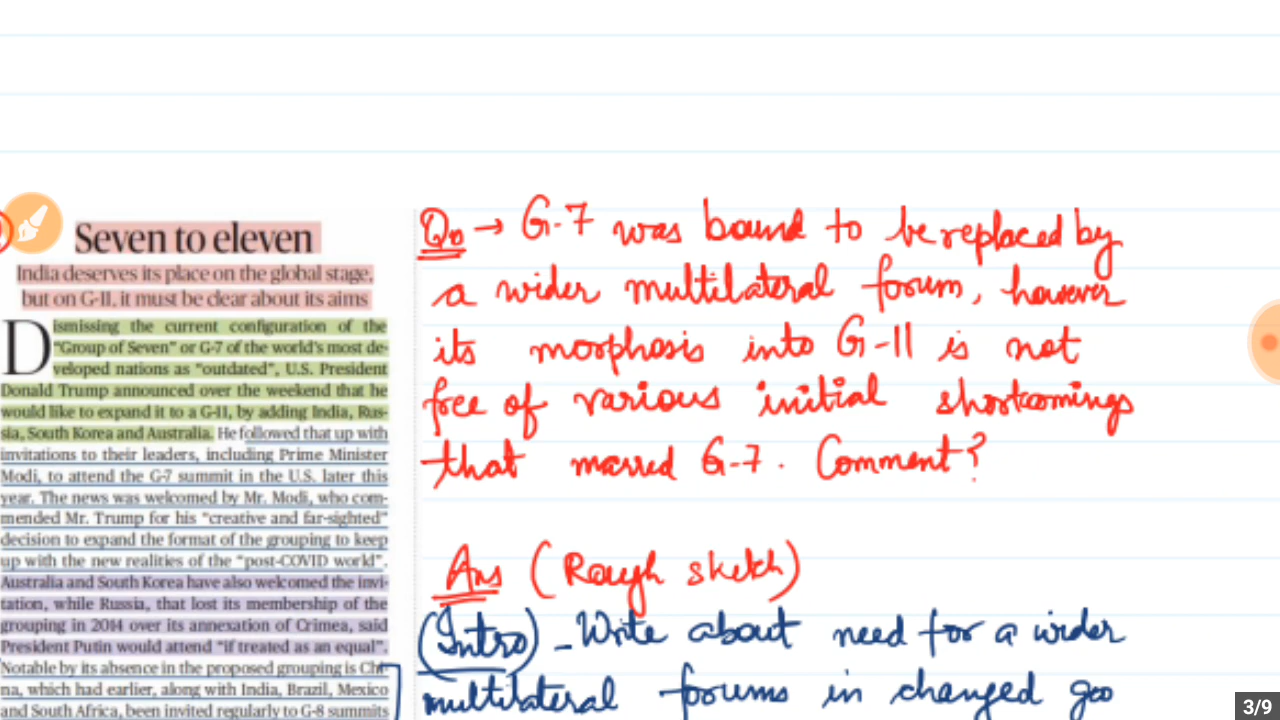 Seven to eleven
India deserves its place on the global stage,
but on G-11, it must be clear about its aims
Dismissing the current configuration of the
"Group of Seven" or G-7 of the world's most de-
veloped nations as "outdated", U.S. President
Donald Trump announced over the weekend that he
would like to expand it to a G-11, by adding India, Rus-
sia, South Korea and Australia. He followed that up with
invitations to their leaders, including Prime Minister
Modi, to attend the G-7 summit in the U.S. later this
year. The news was welcomed by Mr. Modi, who com-
mended Mr. Trump for his "creative and far-sighted"
decision to expand the format of the grouping to keep
up with the new realities of the "post-COVID world".
Australia and South Korea have also welcomed the invi-
tation, while Russia, that lost its membership of the
grouping in 2014 over its annexation of Crimea, said
President Putin would attend "if treated as an equal".
Notable by its absence in the proposed grouping is Chi-
na, which had earlier, along with India, Brazil, Mexico
and South Africa, been invited regularly to G-8 summits
Q. → G-7 was bound to be replaced by
a wider multilateral forum, however
its morphosis into G-11 is not
free of various initial shortcomings
that marred G-7. Comment?
Ans (Rough sketch)
(Intro) - Write about need for a wider
multilateral forums in changed geo
3/9